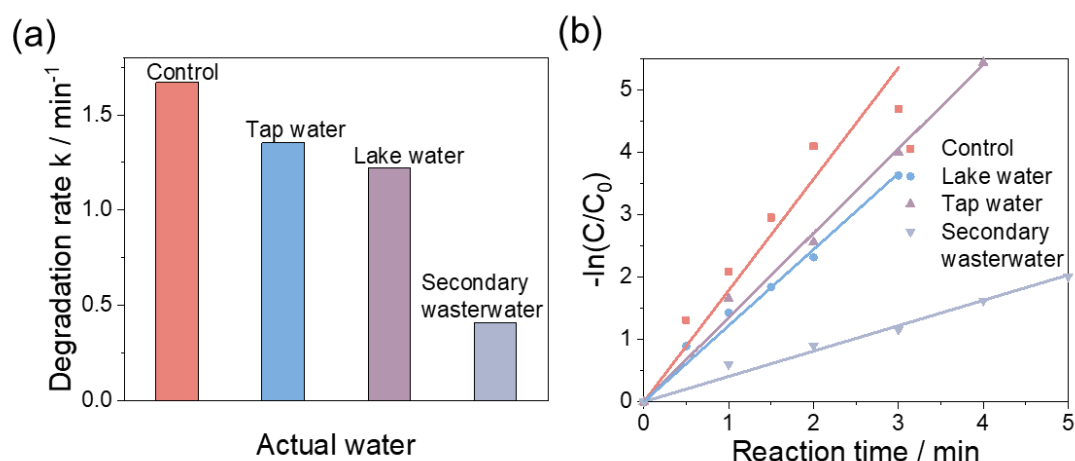 (a)
Degradation rate k / min⁻¹
1.5
1.0
0.5
0.0
Control
Tap water
Lake water
Secondary
wasterwater
Actual water
(b)
-ln(C/C₀)
5
4
3
2
1
0
Control
Lake water
Tap water
Secondary
wasterwater
0 1 2 3 4 5
Reaction time / min